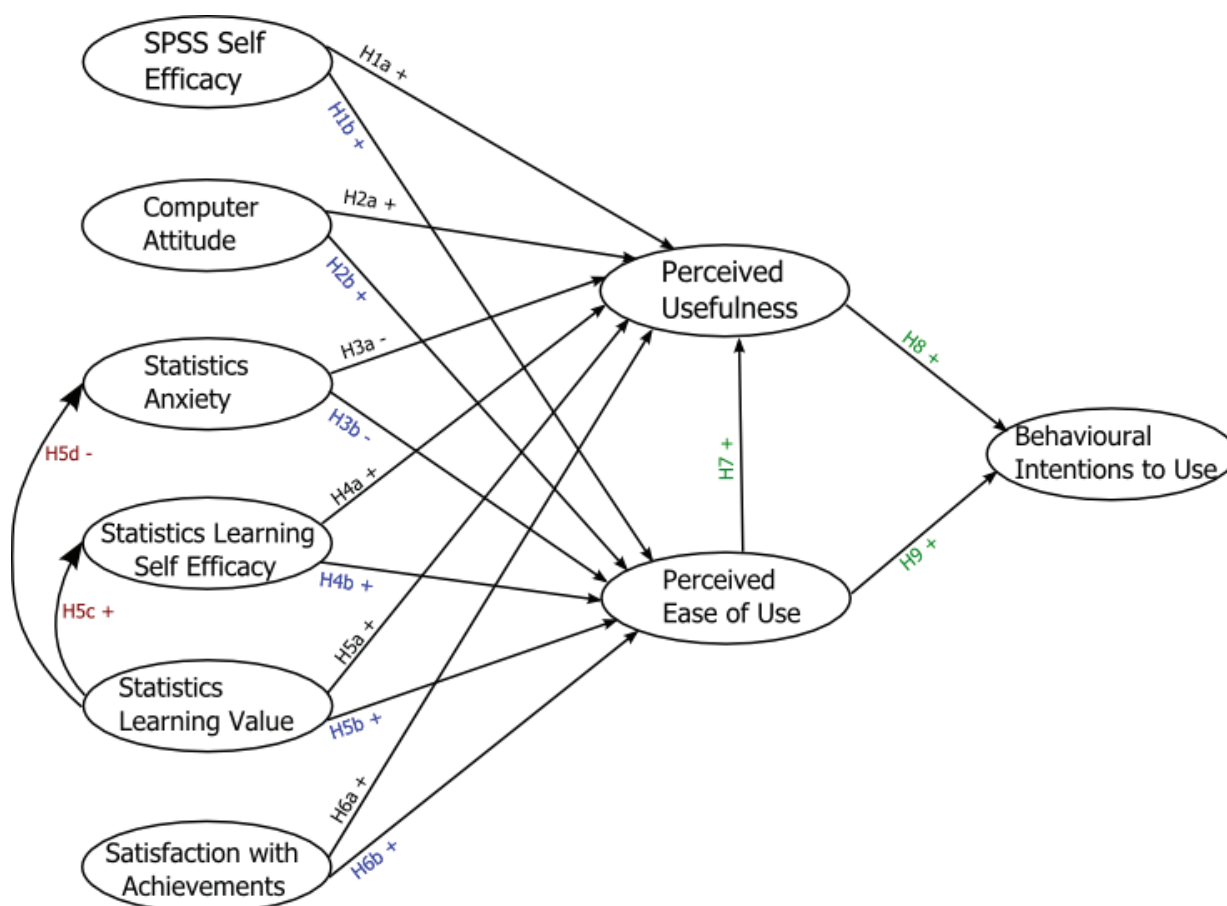 SPSS Self
Efficacy
H1a +
H1b +
Computer
Attitude
H2a +
H2b +
Perceived
Usefulness
Statistics
Anxiety
H3a -
H3b -
H8 +
H5d -
H4a +
H7 +
Behavioural
Intentions to Use
Statistics Learning
Self Efficacy
H4b +
H9 +
H5c +
Perceived
Ease of Use
Statistics
Learning Value
H5a +
H5b +
H6a +
H6b +
Satisfaction with
Achievements